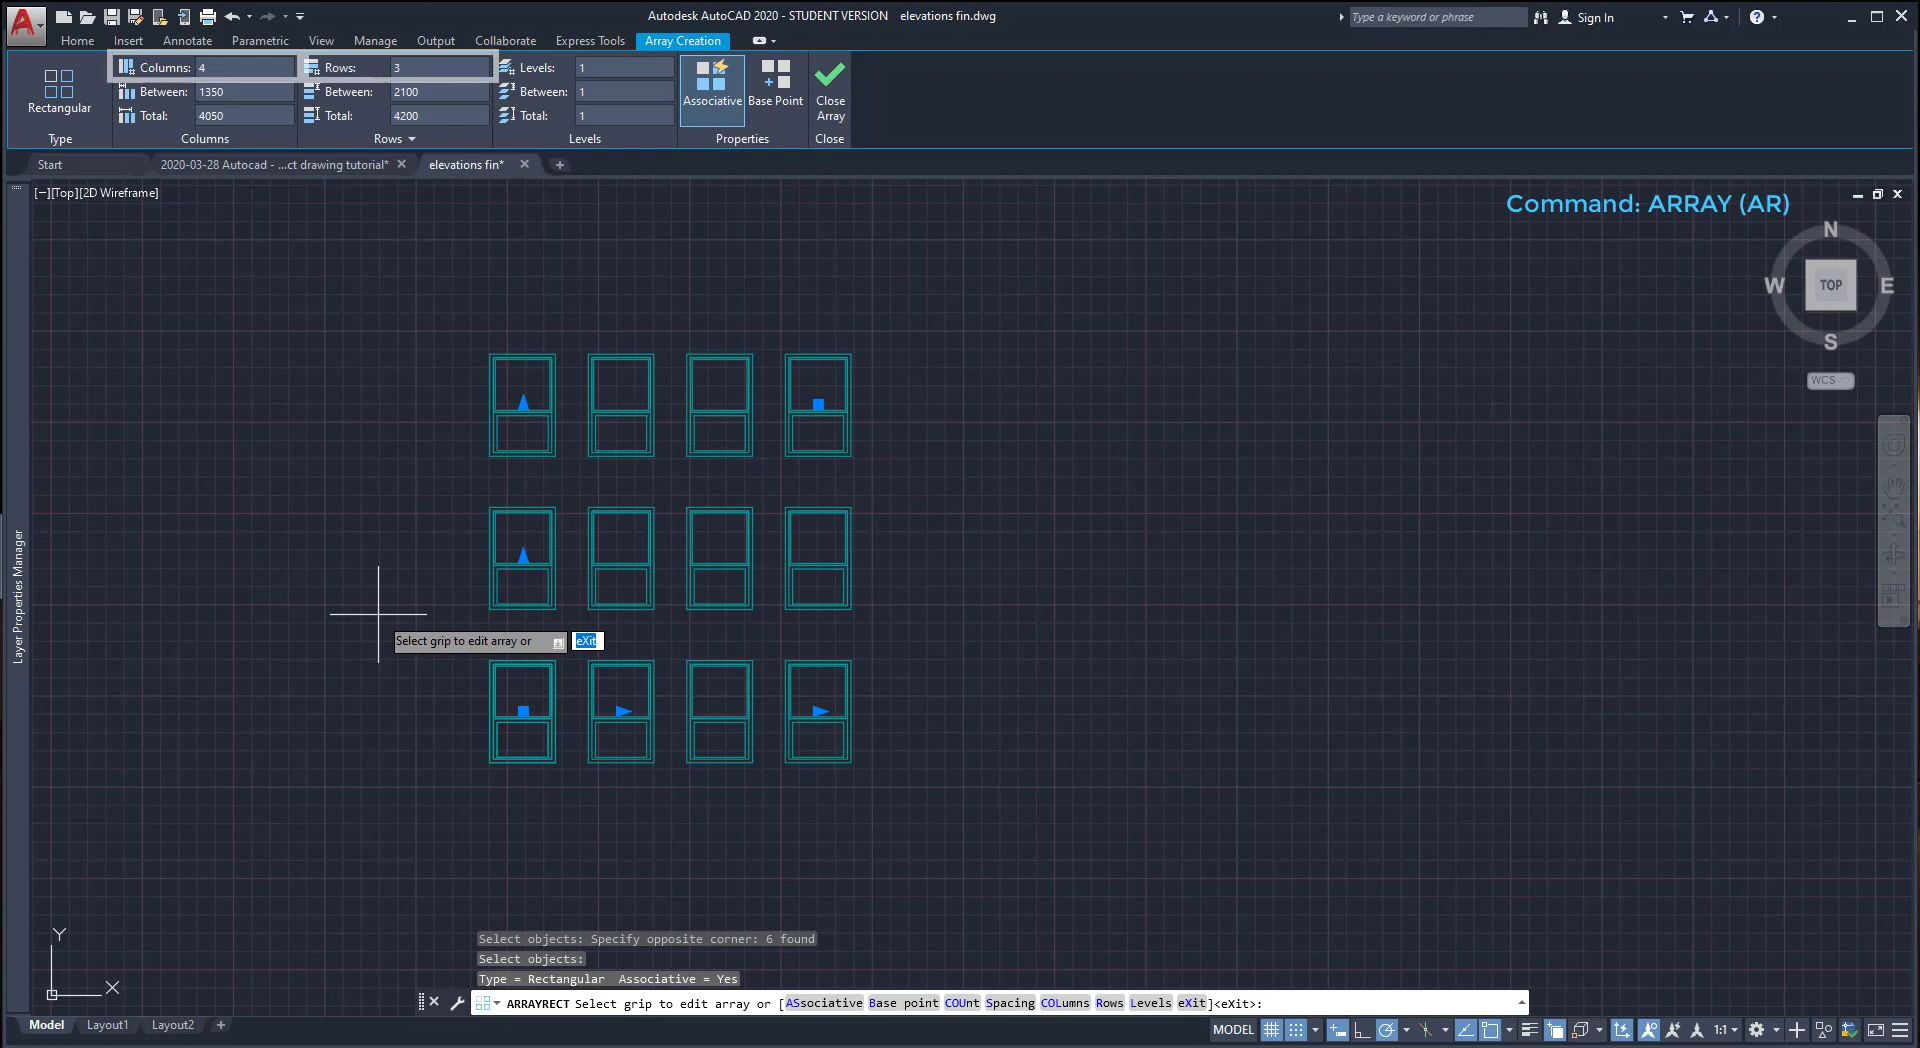 Autodesk AutoCAD 2020 - STUDENT VERSION elevations fin.dwg
Type a keyword or phrase
Sign In
Home Insert Annotate Parametric View Manage Output Collaborate Express Tools Array Creation
Columns: 4 Rows: 3 Levels: 1
Between: 1350 Between: 2100 Between: 1
Total: 4050 Total: 4200 Total: 1
Rectangular
Associative Base Point Close Array
Type Columns Rows Levels Properties Close
Start 2020-03-28 Autocad - ...ct drawing tutorial* elevations fin*
[−][Top][2D Wireframe]
Command: ARRAY (AR)
N
W TOP E
S
WCS
Layer Properties Manager
Select grip to edit array or eXit
Y
X
Select objects: Specify opposite corner: 6 found
Select objects:
Type = Rectangular Associative = Yes
ARRAYRECT Select grip to edit array or [ASsociative Base point COUnt Spacing COLumns Rows Levels eXit]<eXit>:
Model Layout1 Layout2
MODEL 1:1